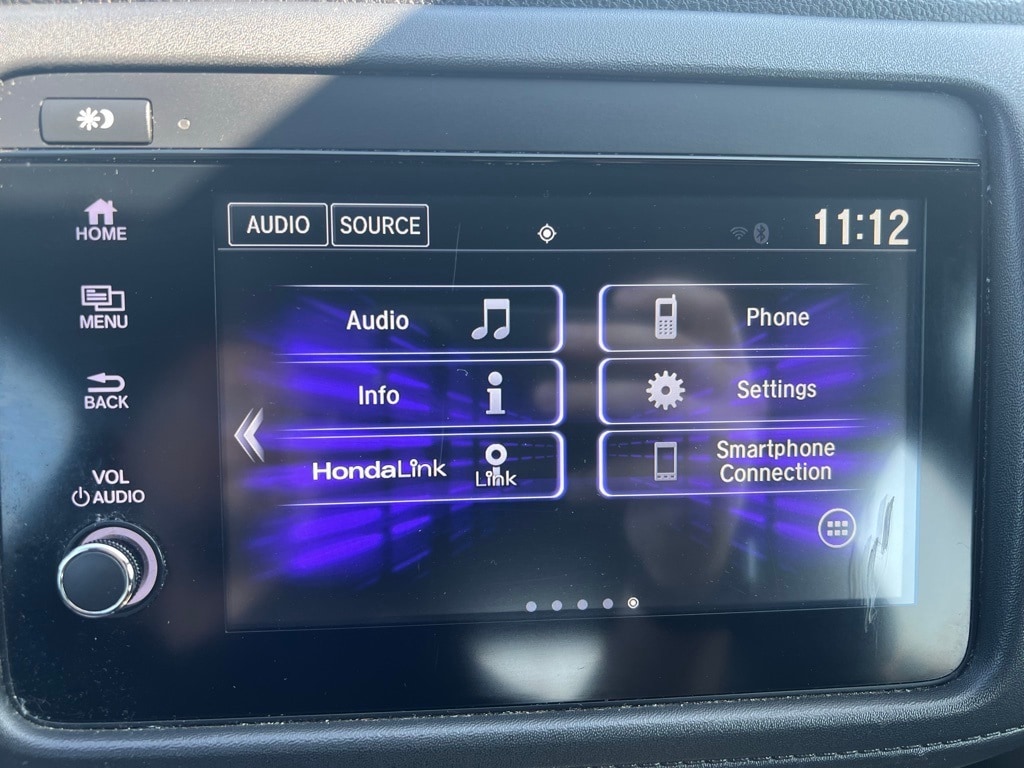 HOME
MENU
BACK
VOL
AUDIO
AUDIO SOURCE
11:12
Audio
Phone
Info
Settings
HondaLink
Link
Smartphone
Connection